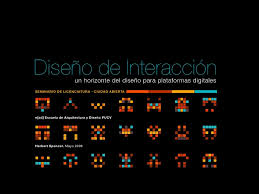 Diseño de Interacción
un horizonte del diseño para plataformas digitales
SEMINARIO DE LICENCIATURA - CIUDAD ABIERTA
e[ad] Escuela de Arquitectura y Diseño PUCV
Herbert Spencer. Mayo 2008